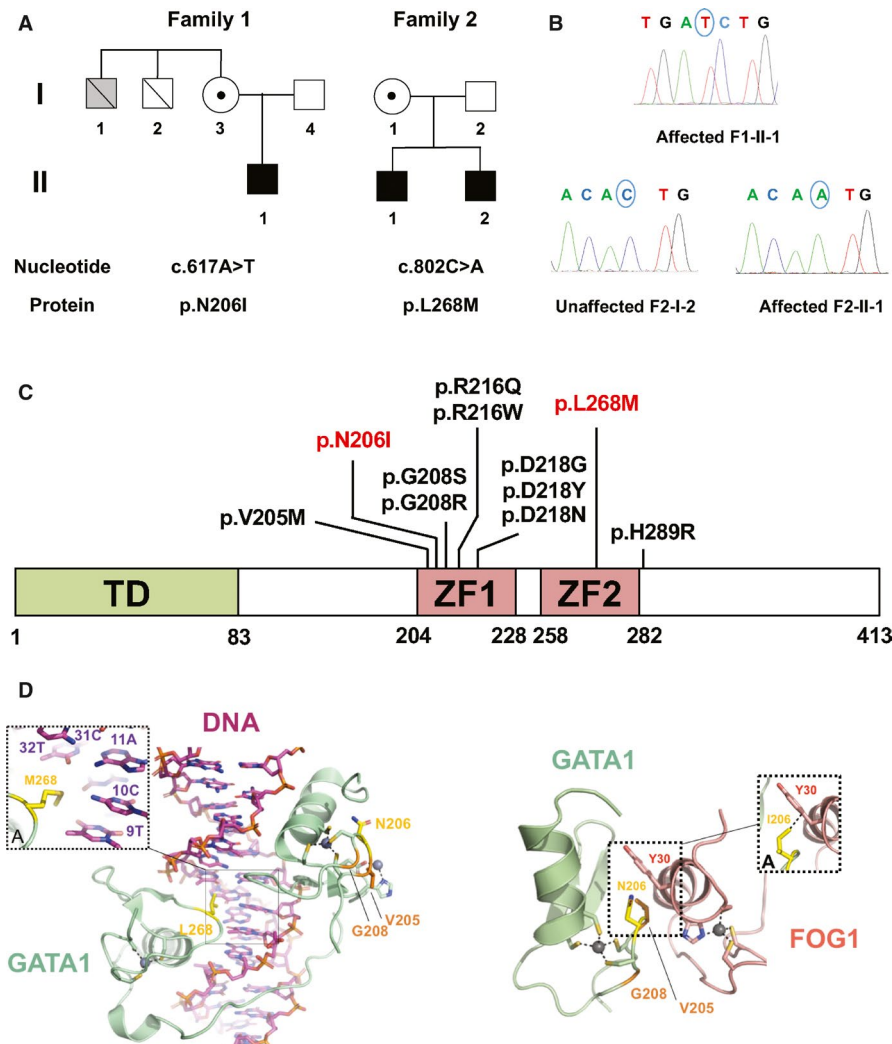 A
Family 1
Family 2
I
1
2
3
4
1
2
II
1
1
2
Nucleotide
c.617A>T
c.802C>A
Protein
p.N206I
p.L268M
B
T G A T C T G
Affected F1-II-1
A C A C T G
Unaffected F2-I-2
A C A A T G
Affected F2-II-1
C
p.V205M
p.N206I
p.G208S
p.G208R
p.R216Q
p.R216W
p.D218G
p.D218Y
p.D218N
p.L268M
p.H289R
TD
ZF1
ZF2
1
83
204
228
258
282
413
D
31C
32T
11A
M268
10C
9T
A
DNA
N206
V205
G208
L268
GATA1
GATA1
Y30
N206
Y30
I206
A
FOG1
G208
V205